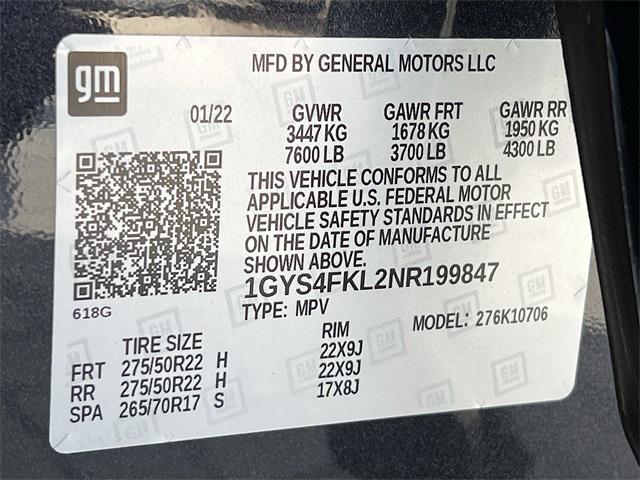 gm
MFD BY GENERAL MOTORS LLC
01/22 GVWR GAWR FRT GAWR RR
3447 KG 1678 KG 1950 KG
7600 LB 3700 LB 4300 LB
THIS VEHICLE CONFORMS TO ALL
APPLICABLE U.S. FEDERAL MOTOR
VEHICLE SAFETY STANDARDS IN EFFECT
ON THE DATE OF MANUFACTURE
SHOWN ABOVE.
1GYS4FKL2NR199847
618G
TYPE: MPV MODEL: 276K10706
TIRE SIZE RIM
FRT 275/50R22 H 22X9J
RR 275/50R22 H 22X9J
SPA 265/70R17 S 17X8J